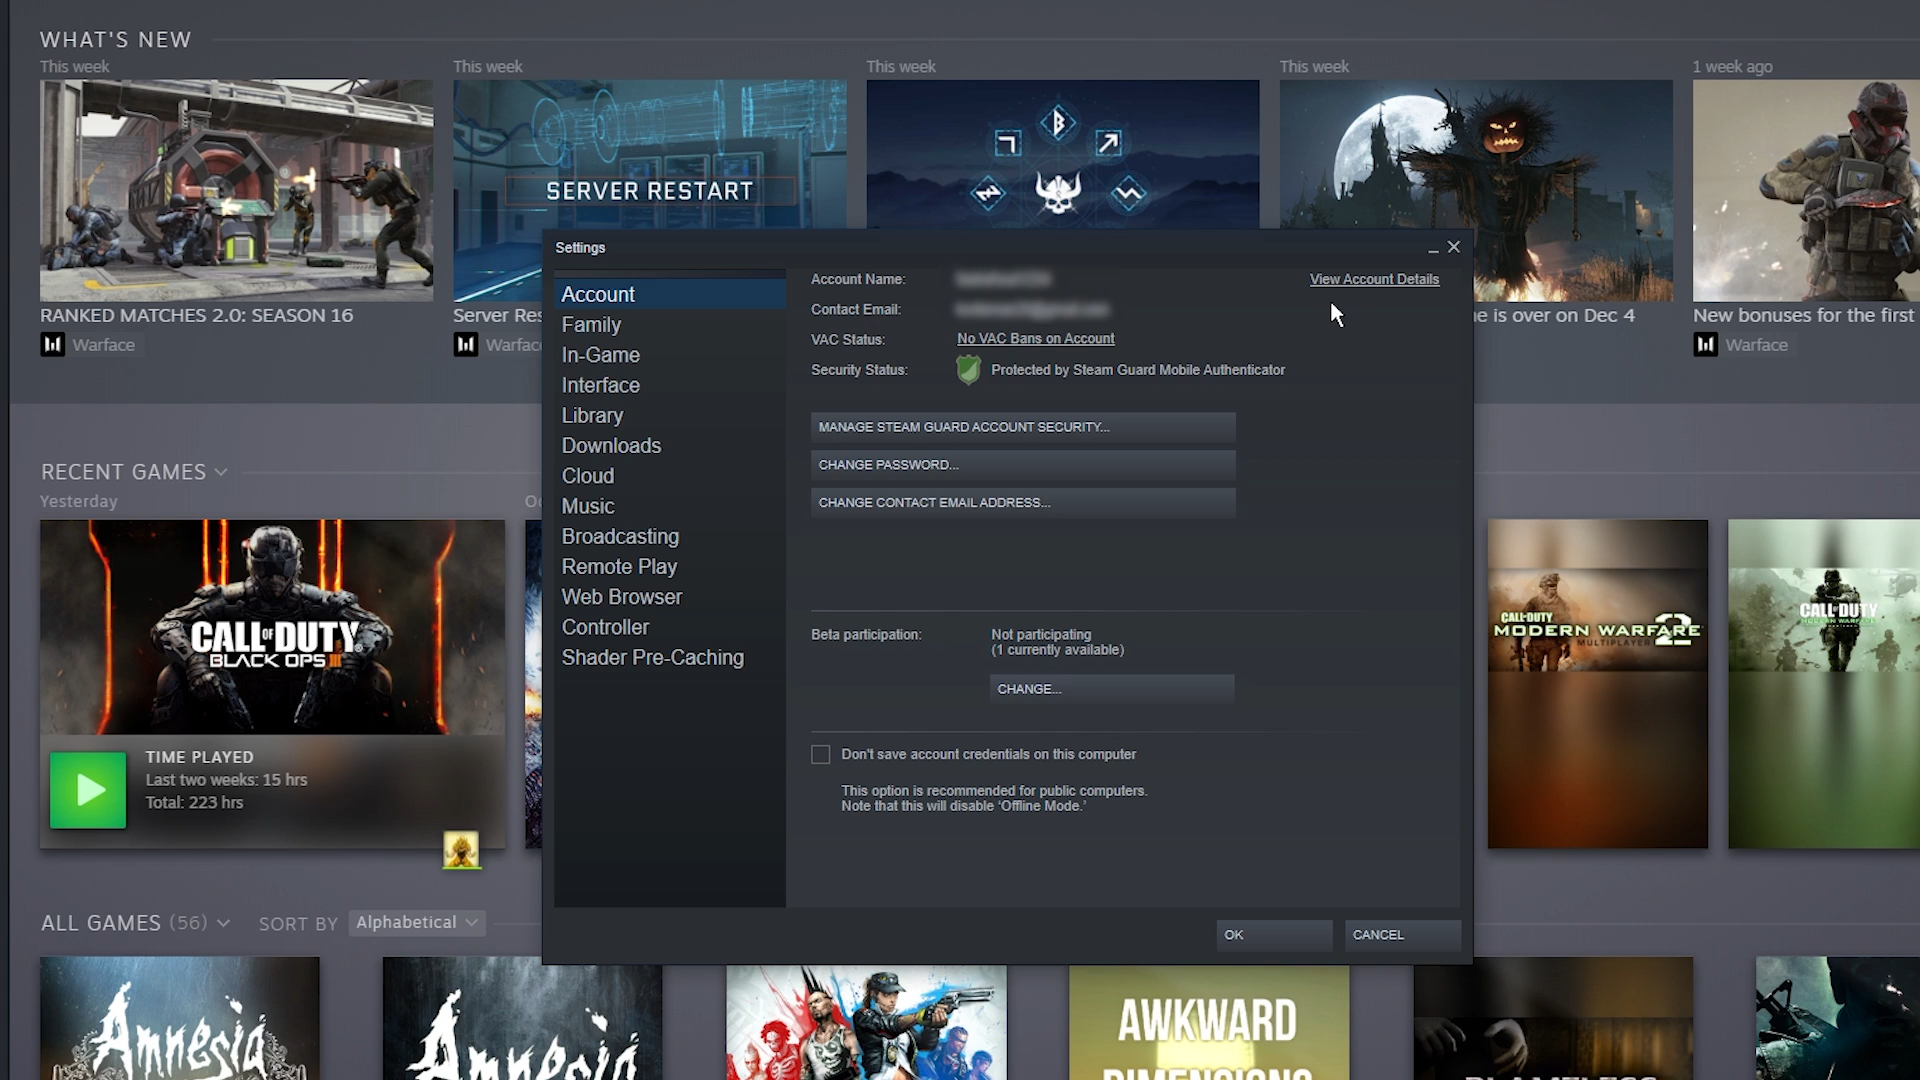 WHAT'S NEW
This week
This week
This week
This week
1 week ago
SERVER RESTART
RANKED MATCHES 2.0: SEASON 16
Server Res
e is over on Dec 4
New bonuses for the first
Warface
Warfac
Warface
Settings
Account
Family
In-Game
Interface
Library
Downloads
Cloud
Music
Broadcasting
Remote Play
Web Browser
Controller
Shader Pre-Caching
Account Name:
View Account Details
Contact Email:
VAC Status:
No VAC Bans on Account
Security Status:
Protected by Steam Guard Mobile Authenticator
MANAGE STEAM GUARD ACCOUNT SECURITY...
CHANGE PASSWORD...
CHANGE CONTACT EMAIL ADDRESS...
Beta participation:
Not participating
(1 currently available)
CHANGE...
Don't save account credentials on this computer
This option is recommended for public computers.
Note that this will disable ‘Offline Mode.’
OK
CANCEL
RECENT GAMES
Yesterday
CALL OF DUTY
BLACK OPS III
TIME PLAYED
Last two weeks: 15 hrs
Total: 223 hrs
CALL OF DUTY
MODERN WARFARE 2
MULTIPLAYER
CALL OF DUTY
MODERN WARFARE
ALL GAMES (56)
SORT BY
Alphabetical
Amnesia
Amnesia
AWKWARD
DIMENSIONS
BLAMELESS